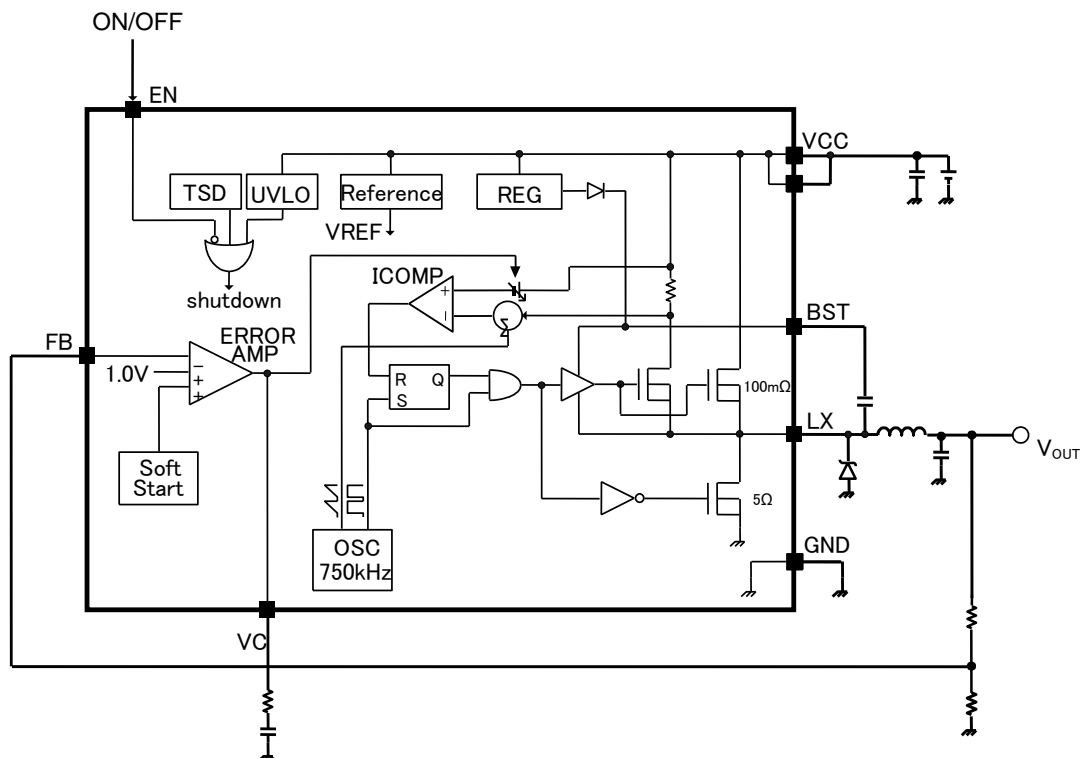 ON/OFF
EN
VCC
TSD
UVLO
Reference
REG
VREF
shutdown
ICOMP
+
−
Σ
BST
FB
ERROR
AMP
1.0V
−
+
+
R Q
S
100mΩ
LX
VOUT
Soft
Start
5Ω
OSC
750kHz
GND
VC